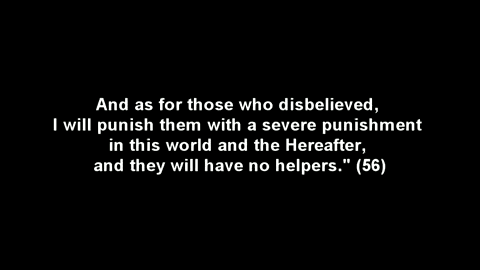 And as for those who disbelieved,
I will punish them with a severe punishment
in this world and the Hereafter,
and they will have no helpers." (56)